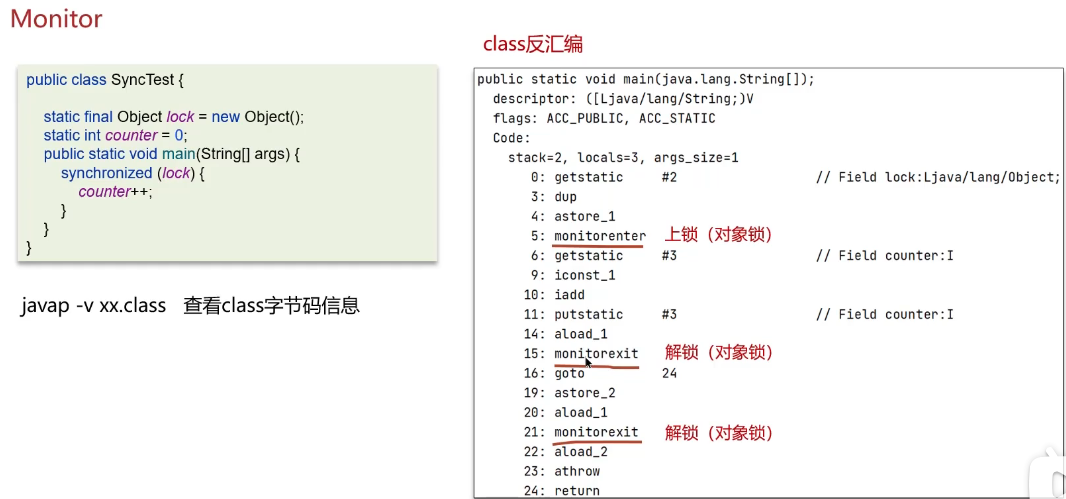 Monitor
public class SyncTest {
static final Object lock = new Object();
static int counter = 0;
public static void main(String[] args) {
synchronized (lock) {
counter++;
}
}
}
javap -v xx.class 查看class字节码信息
class反汇编
public static void main(java.lang.String[]);
descriptor: ([Ljava/lang/String;)V
flags: ACC_PUBLIC, ACC_STATIC
Code:
stack=2, locals=3, args_size=1
0: getstatic #2 // Field lock:Ljava/lang/Object;
3: dup
4: astore_1
5: monitorenter 上锁（对象锁）
6: getstatic #3 // Field counter:I
9: iconst_1
10: iadd
11: putstatic #3 // Field counter:I
14: aload_1
15: monitorexit 解锁（对象锁）
16: goto 24
19: astore_2
20: aload_1
21: monitorexit 解锁（对象锁）
22: aload_2
23: athrow
24: return